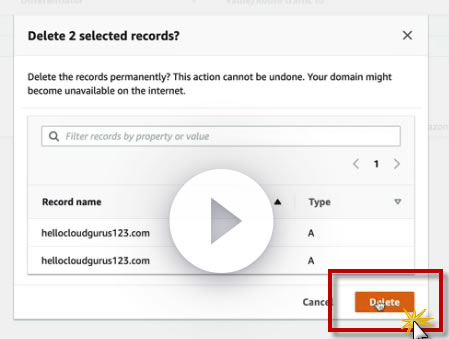 Differentiator
Value/Route traffic to
Delete 2 selected records?
Delete the records permanently? This action cannot be undone. Your domain might
become unavailable on the internet.
Filter records by property or value
1
Record name
Type
hellocloudgurus123.com
A
hellocloudgurus123.com
A
Cancel
Delete